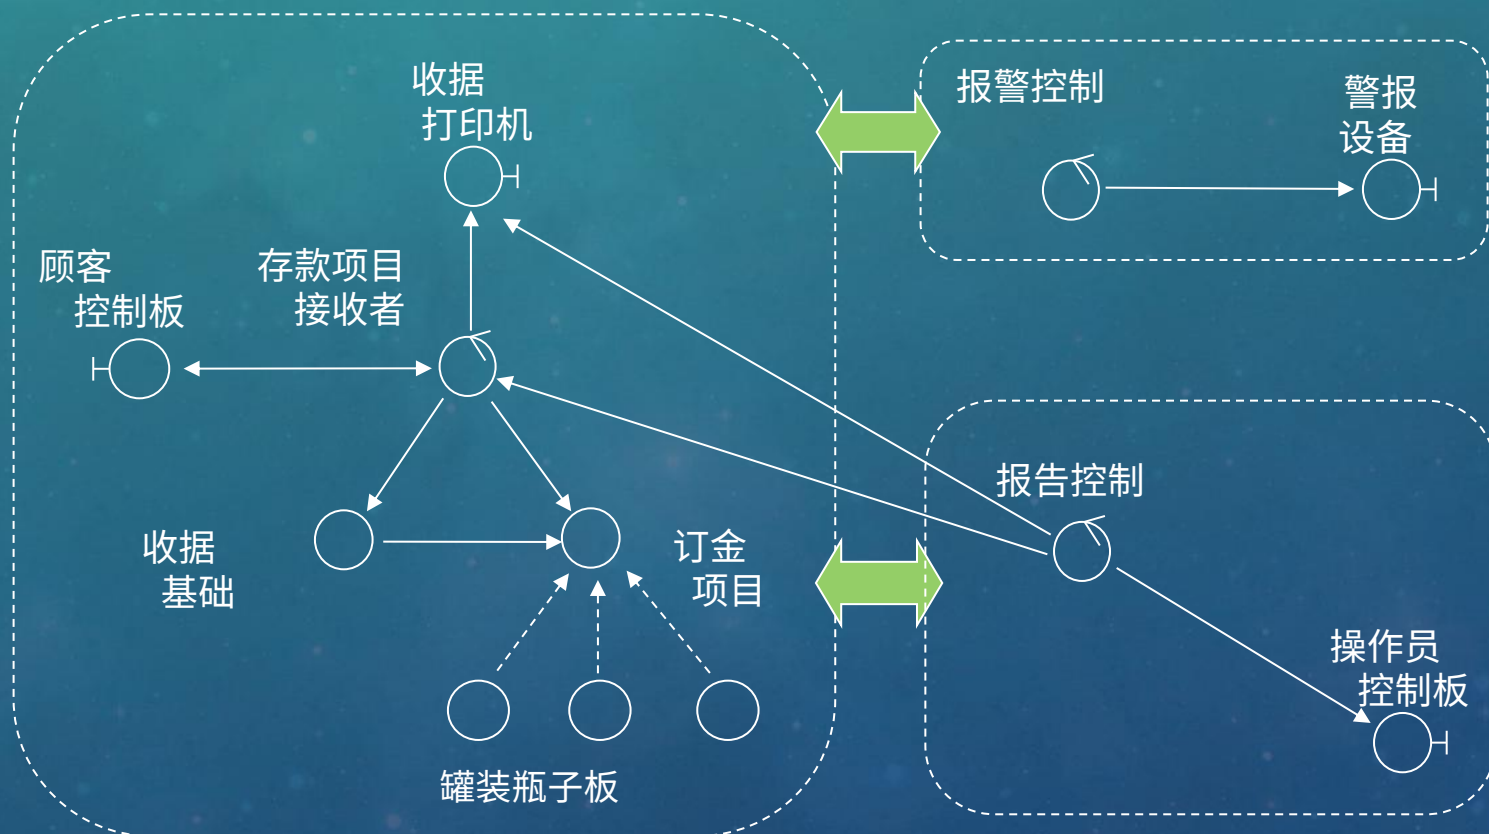 收据
打印机
报警控制
警报
设备
顾客
控制板
存款项目
接收者
报告控制
收据
基础
订金
项目
操作员
控制板
罐装瓶子板